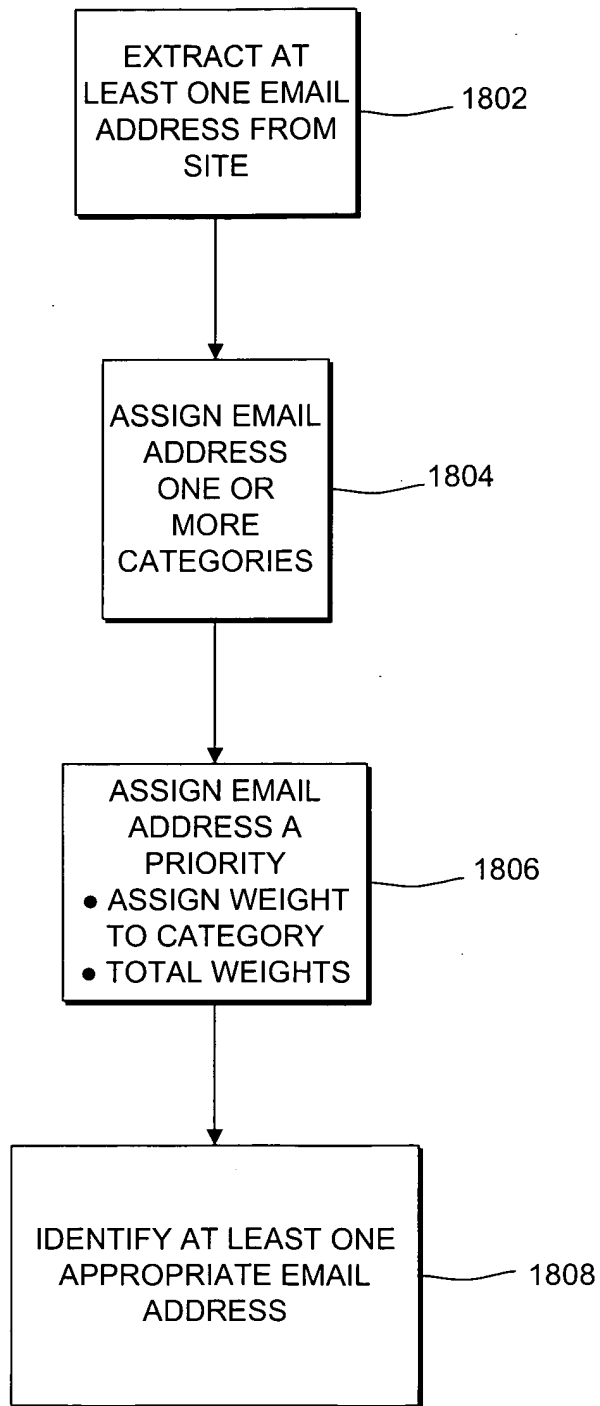 EXTRACT AT
LEAST ONE EMAIL
ADDRESS FROM
SITE
1802
ASSIGN EMAIL
ADDRESS
ONE OR
MORE
CATEGORIES
1804
ASSIGN EMAIL
ADDRESS A
PRIORITY
• ASSIGN WEIGHT
TO CATEGORY
• TOTAL WEIGHTS
1806
IDENTIFY AT LEAST ONE
APPROPRIATE EMAIL
ADDRESS
1808